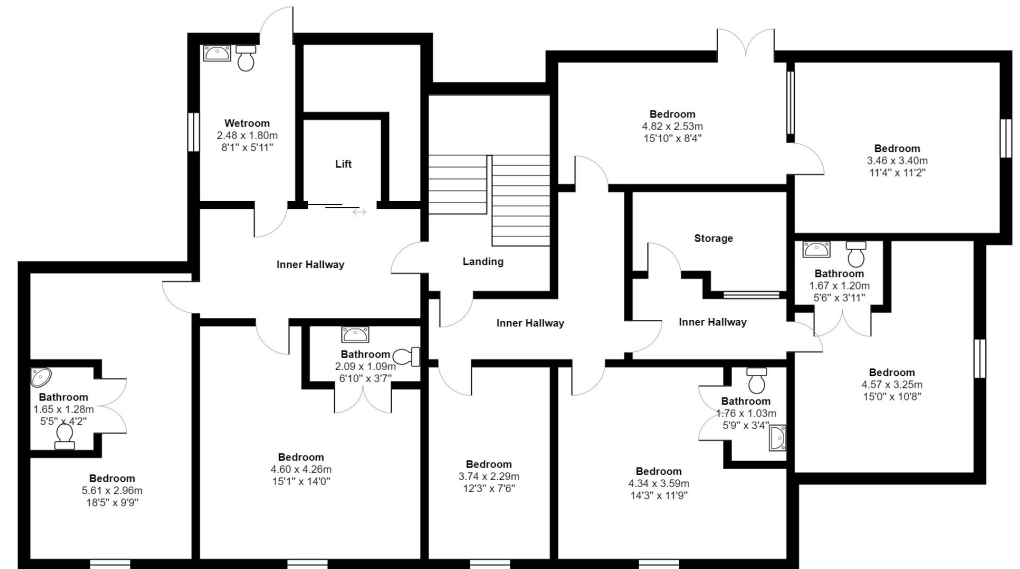 Wetroom
2.48 x 1.80m
8'1" x 5'11"
Lift
Bedroom
4.82 x 2.53m
15'10" x 8'4"
Bedroom
3.46 x 3.40m
11'4" x 11'2"
Storage
Inner Hallway
Landing
Bathroom
1.67 x 1.20m
5'6" x 3'11"
Inner Hallway
Inner Hallway
Bathroom
2.09 x 1.09m
6'10" x 3'7"
Bedroom
4.57 x 3.25m
15'0" x 10'8"
Bathroom
1.65 x 1.28m
5'5" x 4'2"
Bathroom
1.76 x 1.03m
5'9" x 3'4"
Bedroom
4.60 x 4.26m
15'1" x 14'0"
Bedroom
3.74 x 2.29m
12'3" x 7'6"
Bedroom
4.34 x 3.59m
14'3" x 11'9"
Bedroom
5.61 x 2.96m
18'5" x 9'9"